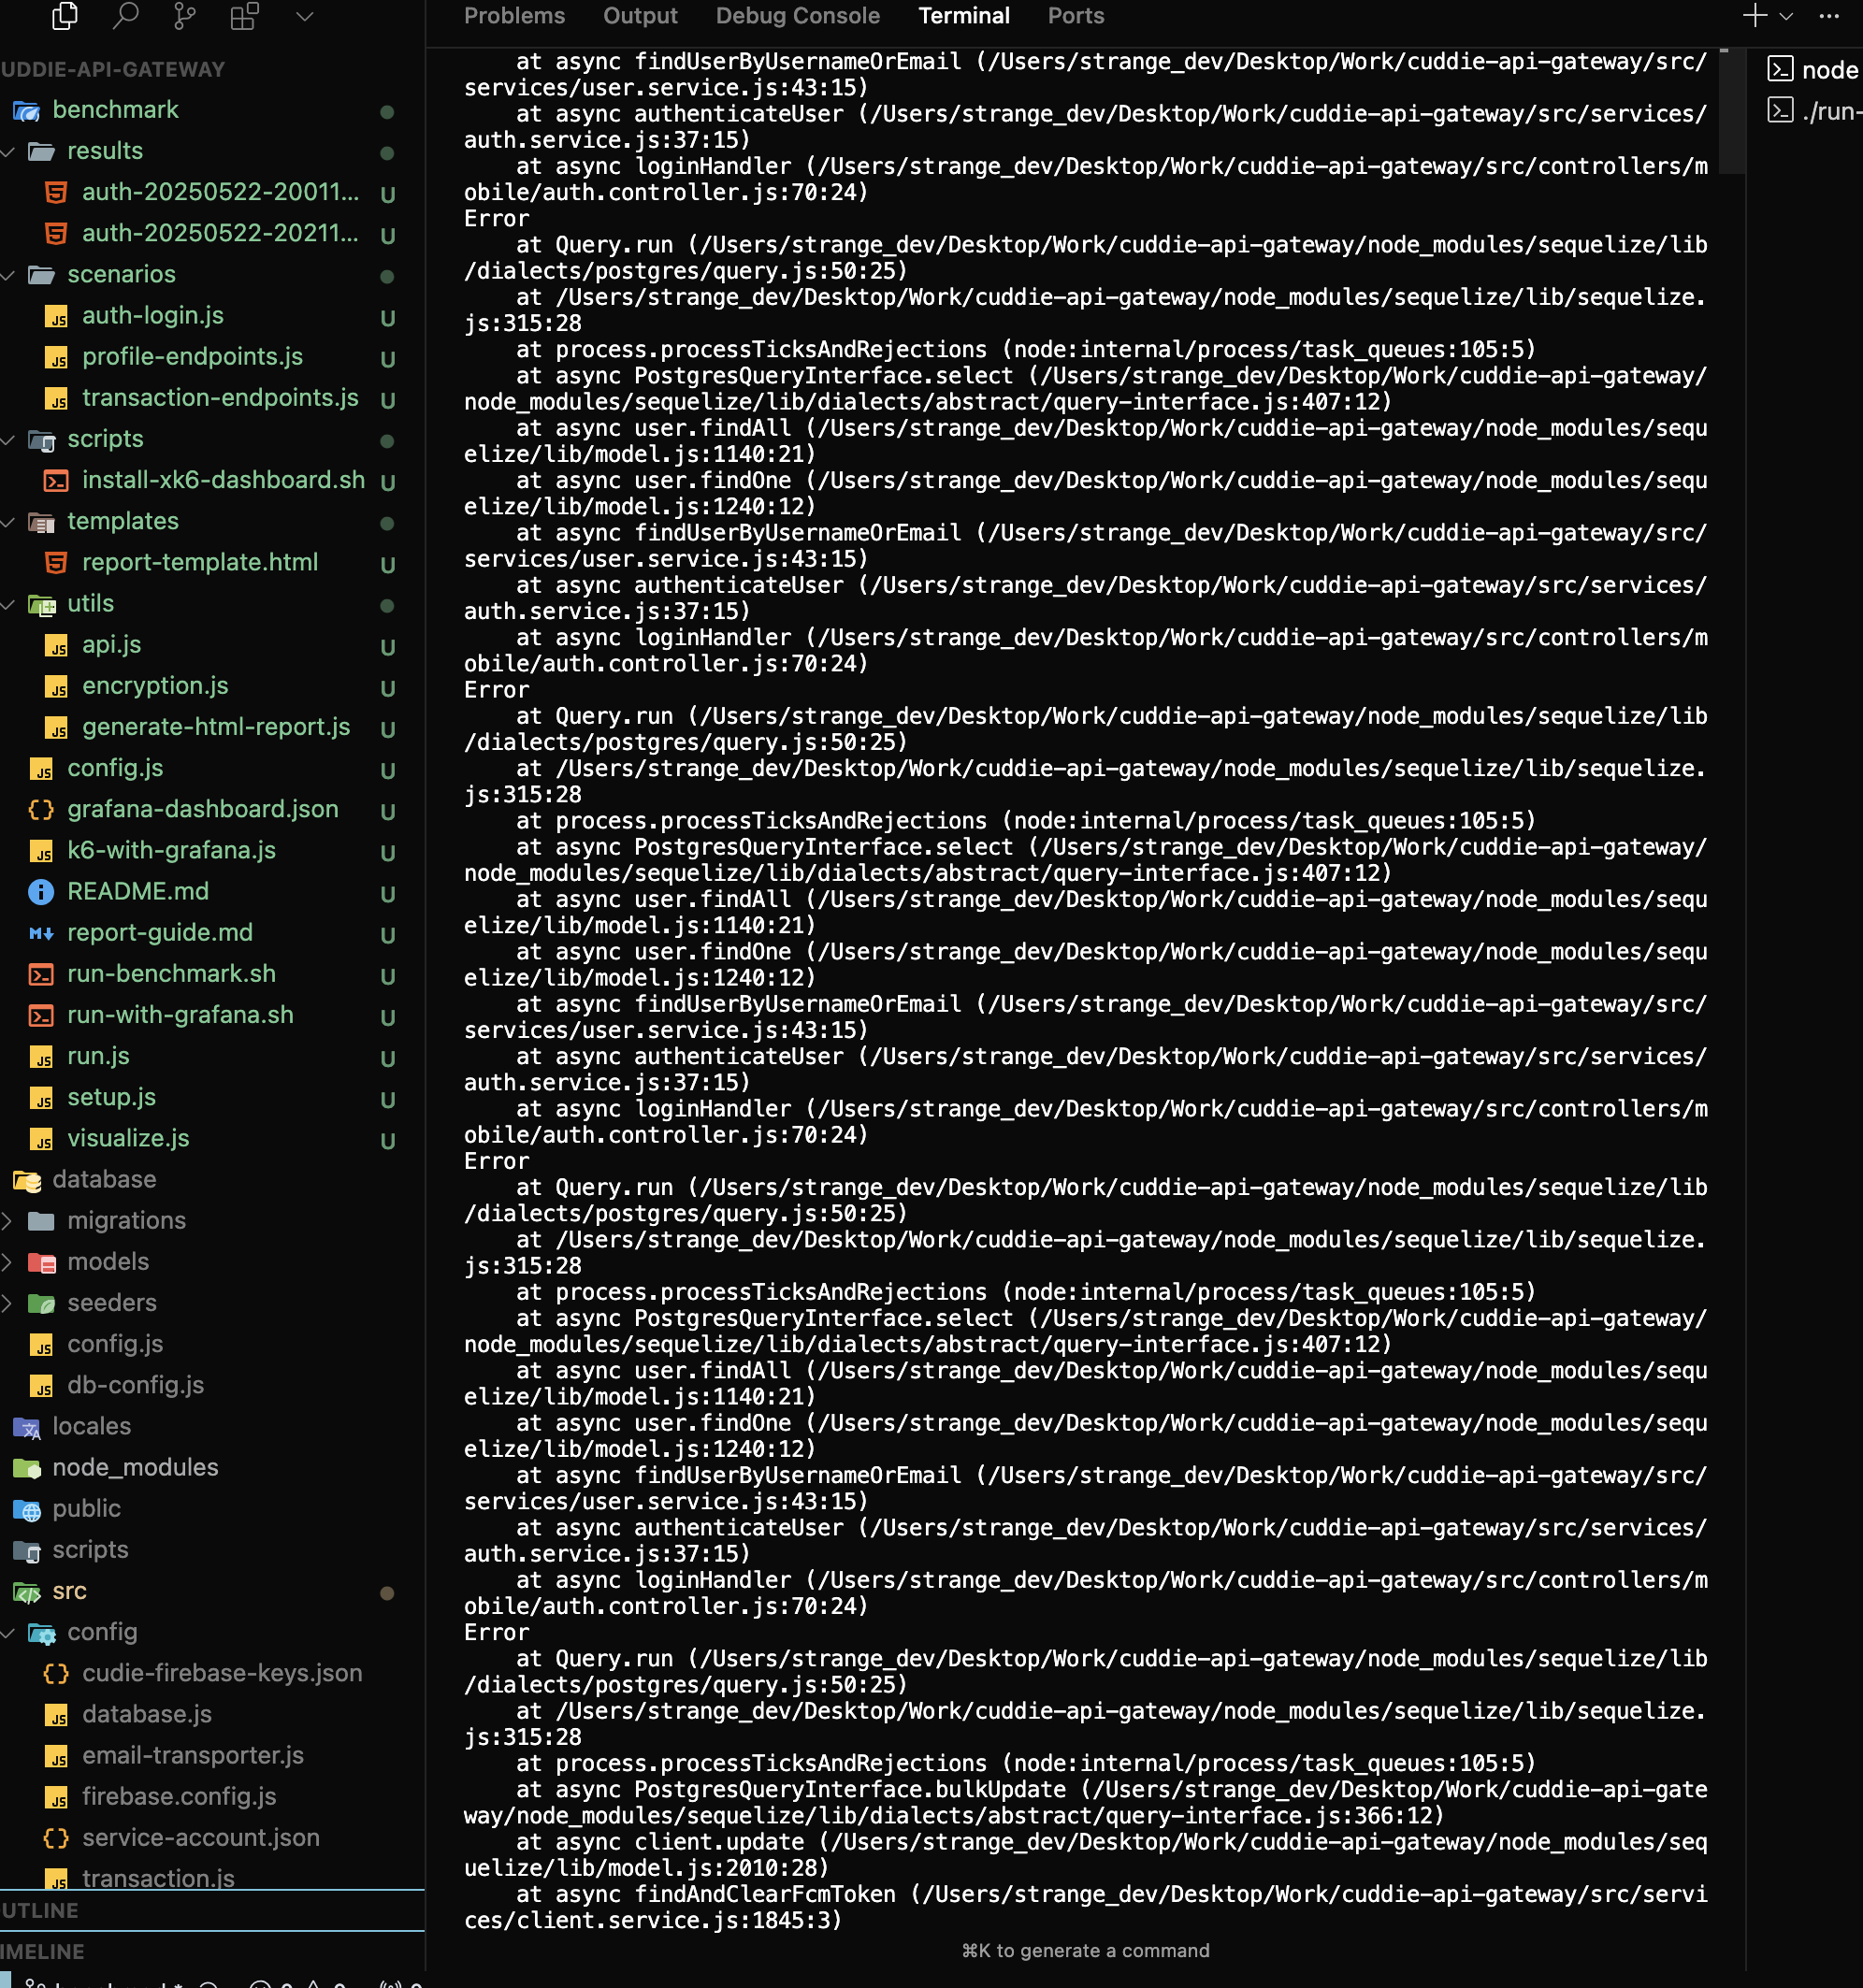 UDDIE-API-GATEWAY
benchmark
results
auth-20250522-20011... U
auth-20250522-20211... U
scenarios
auth-login.js U
profile-endpoints.js U
transaction-endpoints.js U
scripts
install-xk6-dashboard.sh U
templates
report-template.html U
utils
api.js U
encryption.js U
generate-html-report.js U
config.js U
grafana-dashboard.json U
k6-with-grafana.js U
README.md U
report-guide.md U
run-benchmark.sh U
run-with-grafana.sh U
run.js U
setup.js U
visualize.js U
database
migrations
models
seeders
config.js
db-config.js
locales
node_modules
public
scripts
src
config
cudie-firebase-keys.json
database.js
email-transporter.js
firebase.config.js
service-account.json
transaction.js
UTLINE
IMELINE
Problems Output Debug Console Terminal Ports
at async findUserByUsernameOrEmail (/Users/strange_dev/Desktop/Work/cuddie-api-gateway/src/
services/user.service.js:43:15)
at async authenticateUser (/Users/strange_dev/Desktop/Work/cuddie-api-gateway/src/services/
auth.service.js:37:15)
at async loginHandler (/Users/strange_dev/Desktop/Work/cuddie-api-gateway/src/controllers/m
obile/auth.controller.js:70:24)
Error
at Query.run (/Users/strange_dev/Desktop/Work/cuddie-api-gateway/node_modules/sequelize/lib
/dialects/postgres/query.js:50:25)
at /Users/strange_dev/Desktop/Work/cuddie-api-gateway/node_modules/sequelize/lib/sequelize.
js:315:28
at process.processTicksAndRejections (node:internal/process/task_queues:105:5)
at async PostgresQueryInterface.select (/Users/strange_dev/Desktop/Work/cuddie-api-gateway/
node_modules/sequelize/lib/dialects/abstract/query-interface.js:407:12)
at async user.findAll (/Users/strange_dev/Desktop/Work/cuddie-api-gateway/node_modules/sequ
elize/lib/model.js:1140:21)
at async user.findOne (/Users/strange_dev/Desktop/Work/cuddie-api-gateway/node_modules/sequ
elize/lib/model.js:1240:12)
at async findUserByUsernameOrEmail (/Users/strange_dev/Desktop/Work/cuddie-api-gateway/src/
services/user.service.js:43:15)
at async authenticateUser (/Users/strange_dev/Desktop/Work/cuddie-api-gateway/src/services/
auth.service.js:37:15)
at async loginHandler (/Users/strange_dev/Desktop/Work/cuddie-api-gateway/src/controllers/m
obile/auth.controller.js:70:24)
Error
at Query.run (/Users/strange_dev/Desktop/Work/cuddie-api-gateway/node_modules/sequelize/lib
/dialects/postgres/query.js:50:25)
at /Users/strange_dev/Desktop/Work/cuddie-api-gateway/node_modules/sequelize/lib/sequelize.
js:315:28
at process.processTicksAndRejections (node:internal/process/task_queues:105:5)
at async PostgresQueryInterface.select (/Users/strange_dev/Desktop/Work/cuddie-api-gateway/
node_modules/sequelize/lib/dialects/abstract/query-interface.js:407:12)
at async user.findAll (/Users/strange_dev/Desktop/Work/cuddie-api-gateway/node_modules/sequ
elize/lib/model.js:1140:21)
at async user.findOne (/Users/strange_dev/Desktop/Work/cuddie-api-gateway/node_modules/sequ
elize/lib/model.js:1240:12)
at async findUserByUsernameOrEmail (/Users/strange_dev/Desktop/Work/cuddie-api-gateway/src/
services/user.service.js:43:15)
at async authenticateUser (/Users/strange_dev/Desktop/Work/cuddie-api-gateway/src/services/
auth.service.js:37:15)
at async loginHandler (/Users/strange_dev/Desktop/Work/cuddie-api-gateway/src/controllers/m
obile/auth.controller.js:70:24)
Error
at Query.run (/Users/strange_dev/Desktop/Work/cuddie-api-gateway/node_modules/sequelize/lib
/dialects/postgres/query.js:50:25)
at /Users/strange_dev/Desktop/Work/cuddie-api-gateway/node_modules/sequelize/lib/sequelize.
js:315:28
at process.processTicksAndRejections (node:internal/process/task_queues:105:5)
at async PostgresQueryInterface.select (/Users/strange_dev/Desktop/Work/cuddie-api-gateway/
node_modules/sequelize/lib/dialects/abstract/query-interface.js:407:12)
at async user.findAll (/Users/strange_dev/Desktop/Work/cuddie-api-gateway/node_modules/sequ
elize/lib/model.js:1140:21)
at async user.findOne (/Users/strange_dev/Desktop/Work/cuddie-api-gateway/node_modules/sequ
elize/lib/model.js:1240:12)
at async findUserByUsernameOrEmail (/Users/strange_dev/Desktop/Work/cuddie-api-gateway/src/
services/user.service.js:43:15)
at async authenticateUser (/Users/strange_dev/Desktop/Work/cuddie-api-gateway/src/services/
auth.service.js:37:15)
at async loginHandler (/Users/strange_dev/Desktop/Work/cuddie-api-gateway/src/controllers/m
obile/auth.controller.js:70:24)
Error
at Query.run (/Users/strange_dev/Desktop/Work/cuddie-api-gateway/node_modules/sequelize/lib
/dialects/postgres/query.js:50:25)
at /Users/strange_dev/Desktop/Work/cuddie-api-gateway/node_modules/sequelize/lib/sequelize.
js:315:28
at process.processTicksAndRejections (node:internal/process/task_queues:105:5)
at async PostgresQueryInterface.bulkUpdate (/Users/strange_dev/Desktop/Work/cuddie-api-gate
way/node_modules/sequelize/lib/dialects/abstract/query-interface.js:366:12)
at async client.update (/Users/strange_dev/Desktop/Work/cuddie-api-gateway/node_modules/seq
uelize/lib/model.js:2010:28)
at async findAndClearFcmToken (/Users/strange_dev/Desktop/Work/cuddie-api-gateway/src/servi
ces/client.service.js:1845:3)
⌘K to generate a command
node
./run-